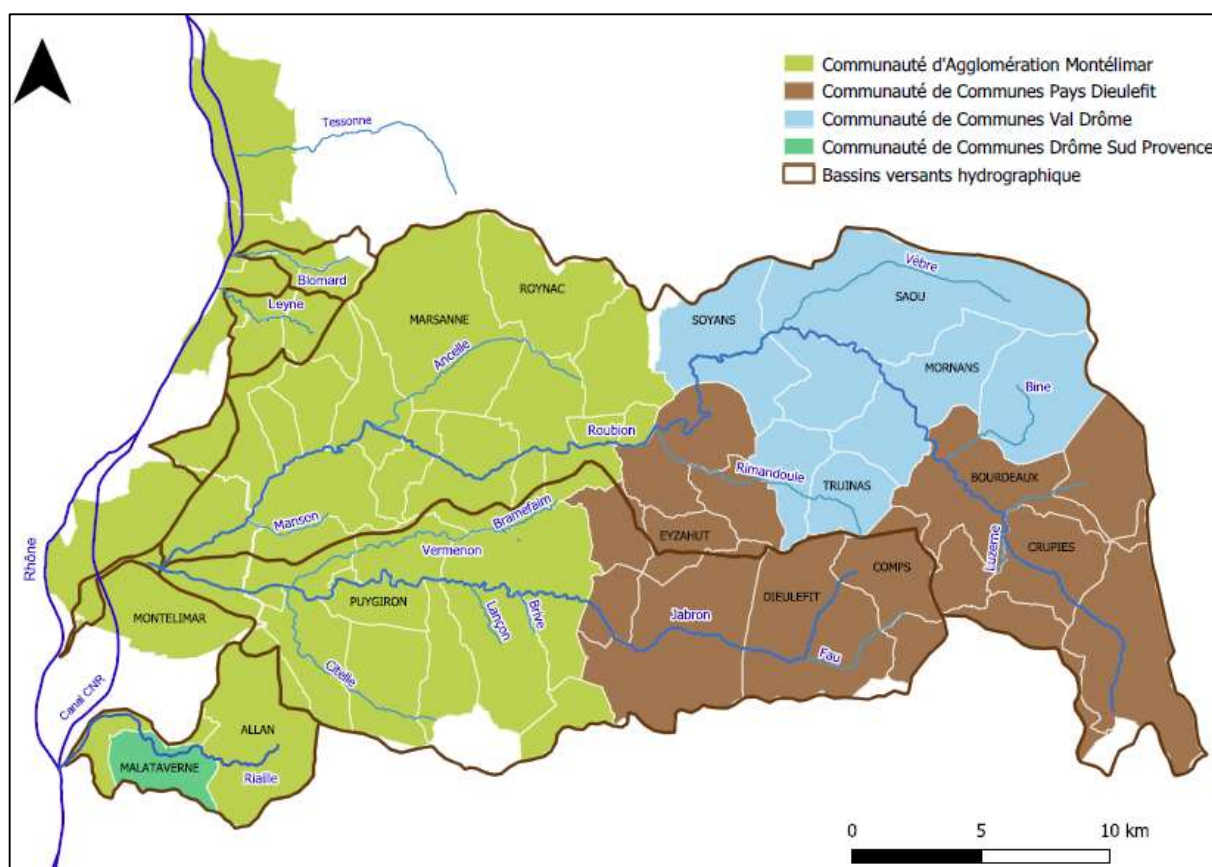 Communauté d'Agglomération Montélimar
Communauté de Communes Pays Dieulefit
Communauté de Communes Val Drôme
Communauté de Communes Drôme Sud Provence
Bassins versants hydrographique
Tessonne
Blomard
Leyne
ROYNAC
MARSANNE
Ancelle
SOYANS
Vèbre
SAOU
MORNANS
Bine
Roubion
Rimandoule
TRUINAS
BOURDEAUX
Manson
Bramefaim
Vermenon
EYZAHUT
Luzerne
CRUPIES
COMPS
DIEULEFIT
Rhône
PUYGIRON
MONTELIMAR
Lançon
Brive
Jabron
Fau
Citelle
Canal CNR
ALLAN
MALATAVERNE
Riaille
0 5 10 km